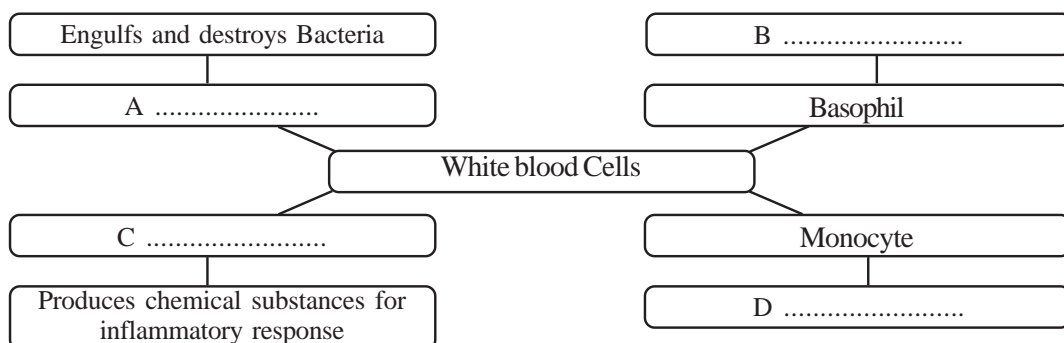 Engulfs and destroys Bacteria
B .........................
A .......................
Basophil
White blood Cells
C .........................
Monocyte
Produces chemical substances for
inflammatory response
D .........................